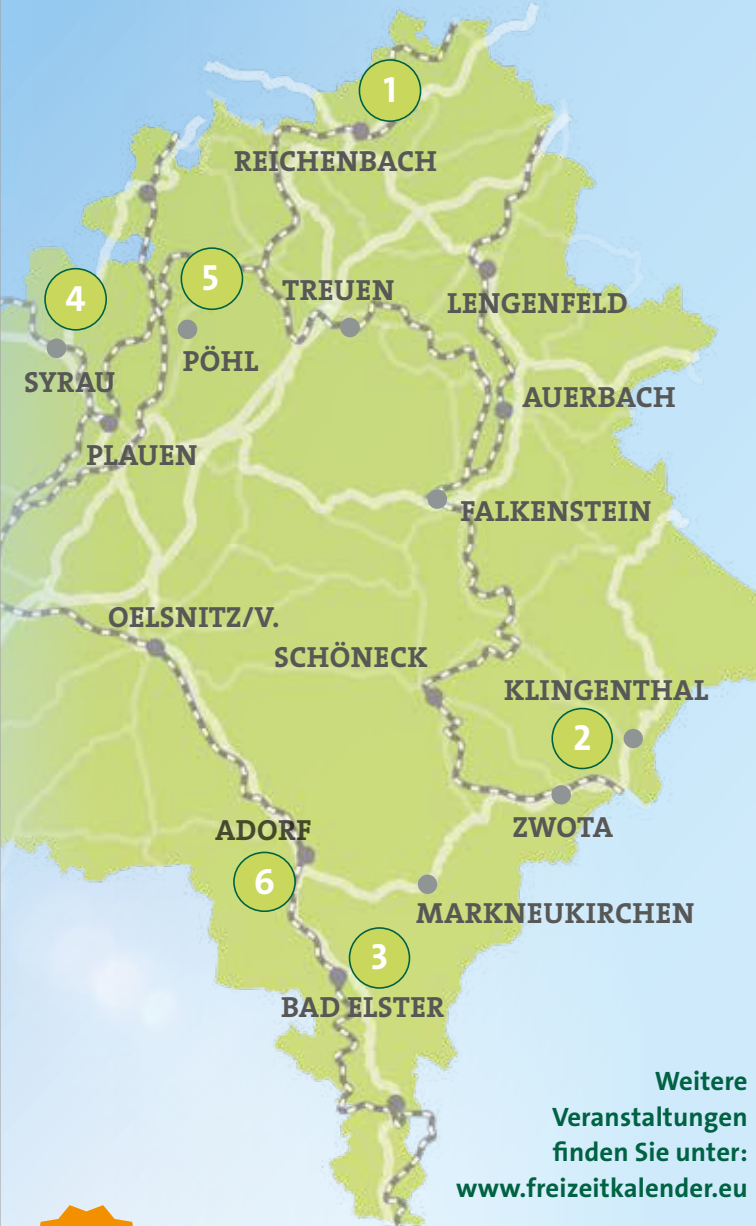 1
REICHENBACH
5
4
TREUEN
LENGENFELD
PÖHL
SYRAU
AUERBACH
PLAUEN
FALKENSTEIN
OELSNITZ/V.
SCHÖNECK
KLINGENTHAL
2
ZWOTA
ADORF
6
MARKNEUKIRCHEN
3
BAD ELSTER
Weitere
Veranstaltungen
finden Sie unter:
www.freizeitkalender.eu